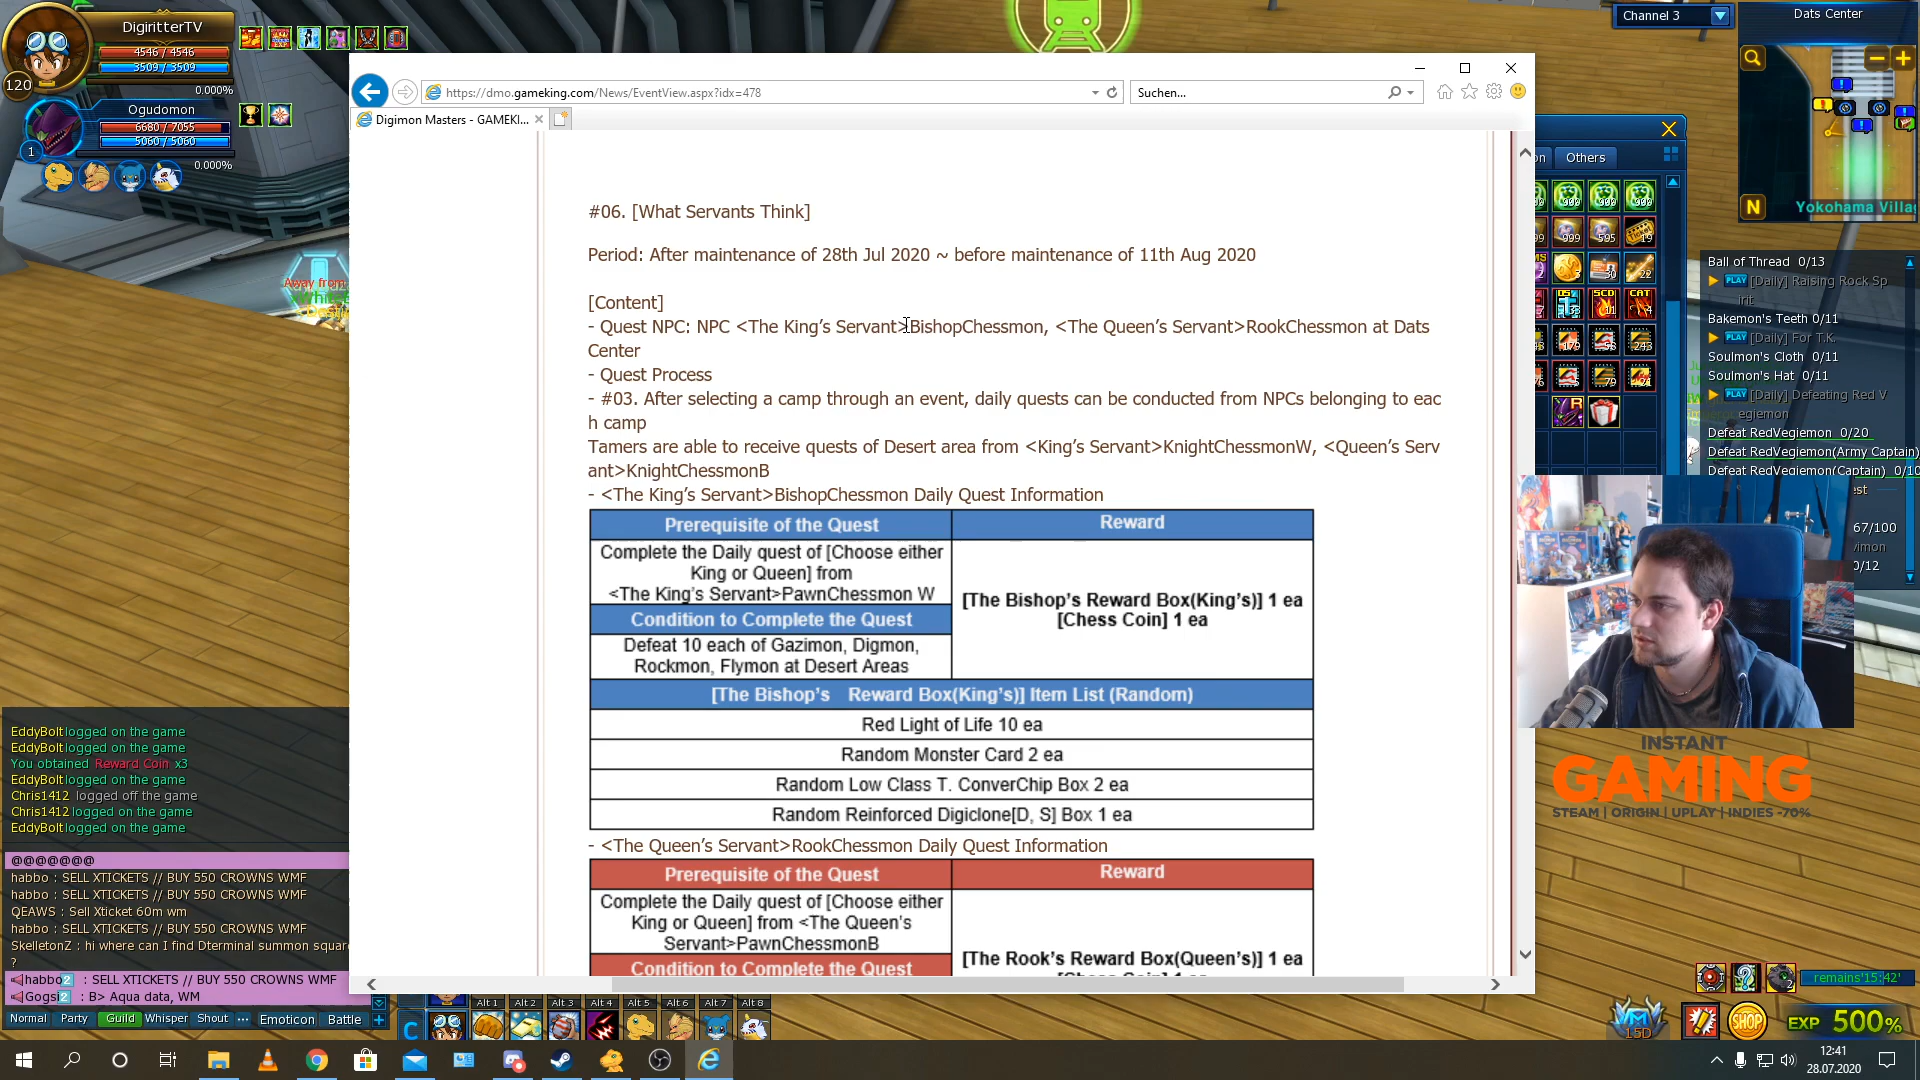 DigiritterTV
4546 / 4546
3509 / 3509
120
0.000%
Ogudomon
6680 / 7055
5060 / 5060
1
0.000%
Channel 3
Dats Center
N
Yokohama Villa
https://dmo.gameking.com/News/EventView.aspx?idx=478
Suchen...
Digimon Masters - GAMEKI...
Others
#06. [What Servants Think]
Period: After maintenance of 28th Jul 2020 ~ before maintenance of 11th Aug 2020
[Content]
- Quest NPC: NPC <The King's Servant>BishopChessmon, <The Queen's Servant>RookChessmon at Dats
Center
- Quest Process
- #03. After selecting a camp through an event, daily quests can be conducted from NPCs belonging to eac
h camp
Tamers are able to receive quests of Desert area from <King's Servant>KnightChessmonW, <Queen's Serv
ant>KnightChessmonB
- <The King's Servant>BishopChessmon Daily Quest Information
Prerequisite of the Quest
Reward
Complete the Daily quest of [Choose either
King or Queen] from
<The King's Servant>PawnChessmon W
[The Bishop's Reward Box(King's)] 1 ea
[Chess Coin] 1 ea
Condition to Complete the Quest
Defeat 10 each of Gazimon, Digmon,
Rockmon, Flymon at Desert Areas
[The Bishop's Reward Box(King's)] Item List (Random)
Red Light of Life 10 ea
Random Monster Card 2 ea
Random Low Class T. ConverChip Box 2 ea
Random Reinforced Digiclone[D, S] Box 1 ea
- <The Queen's Servant>RookChessmon Daily Quest Information
Prerequisite of the Quest
Reward
Complete the Daily quest of [Choose either
King or Queen] from <The Queen's
Servant>PawnChessmonB
[The Rook's Reward Box(Queen's)] 1 ea
Condition to Complete the Quest
Ball of Thread 0/13
PLAY [Daily] Raising Rock Sp
irit
Bakemon's Teeth 0/11
PLAY [Daily] For T.K.
Soulmon's Cloth 0/11
Soulmon's Hat 0/11
PLAY [Daily] Defeating Red V
egiemon
Defeat RedVegiemon 0/20
Defeat RedVegiemon(Army Captain)
Defeat RedVegiemon(Captain) 0/10
67/100
0/12
INSTANT
GAMING
STEAM | ORIGIN | UPLAY | INDIES -70%
EddyBolt logged on the game
EddyBolt logged on the game
You obtained Reward Coin x3
EddyBolt logged on the game
Chris1412 logged off the game
Chris1412 logged on the game
EddyBolt logged on the game
@@@@@@@
habbo : SELL XTICKETS // BUY 550 CROWNS WMF
habbo : SELL XTICKETS // BUY 550 CROWNS WMF
QEAWS : Sell Xticket 60m wm
habbo : SELL XTICKETS // BUY 550 CROWNS WMF
SkelletonZ : hi where can I find Dterminal summon square
?
habbo2 : SELL XTICKETS // BUY 550 CROWNS WMF
Gogsi2 : B> Aqua data, WM
Normal Party Guild Whisper Shout ... Emoticon Battle +
Alt 1 Alt 2 Alt 3 Alt 4 Alt 5 Alt 6 Alt 7 Alt 8
remains'15:42'
15D
SHOP
EXP 500%
12:41
28.07.2020